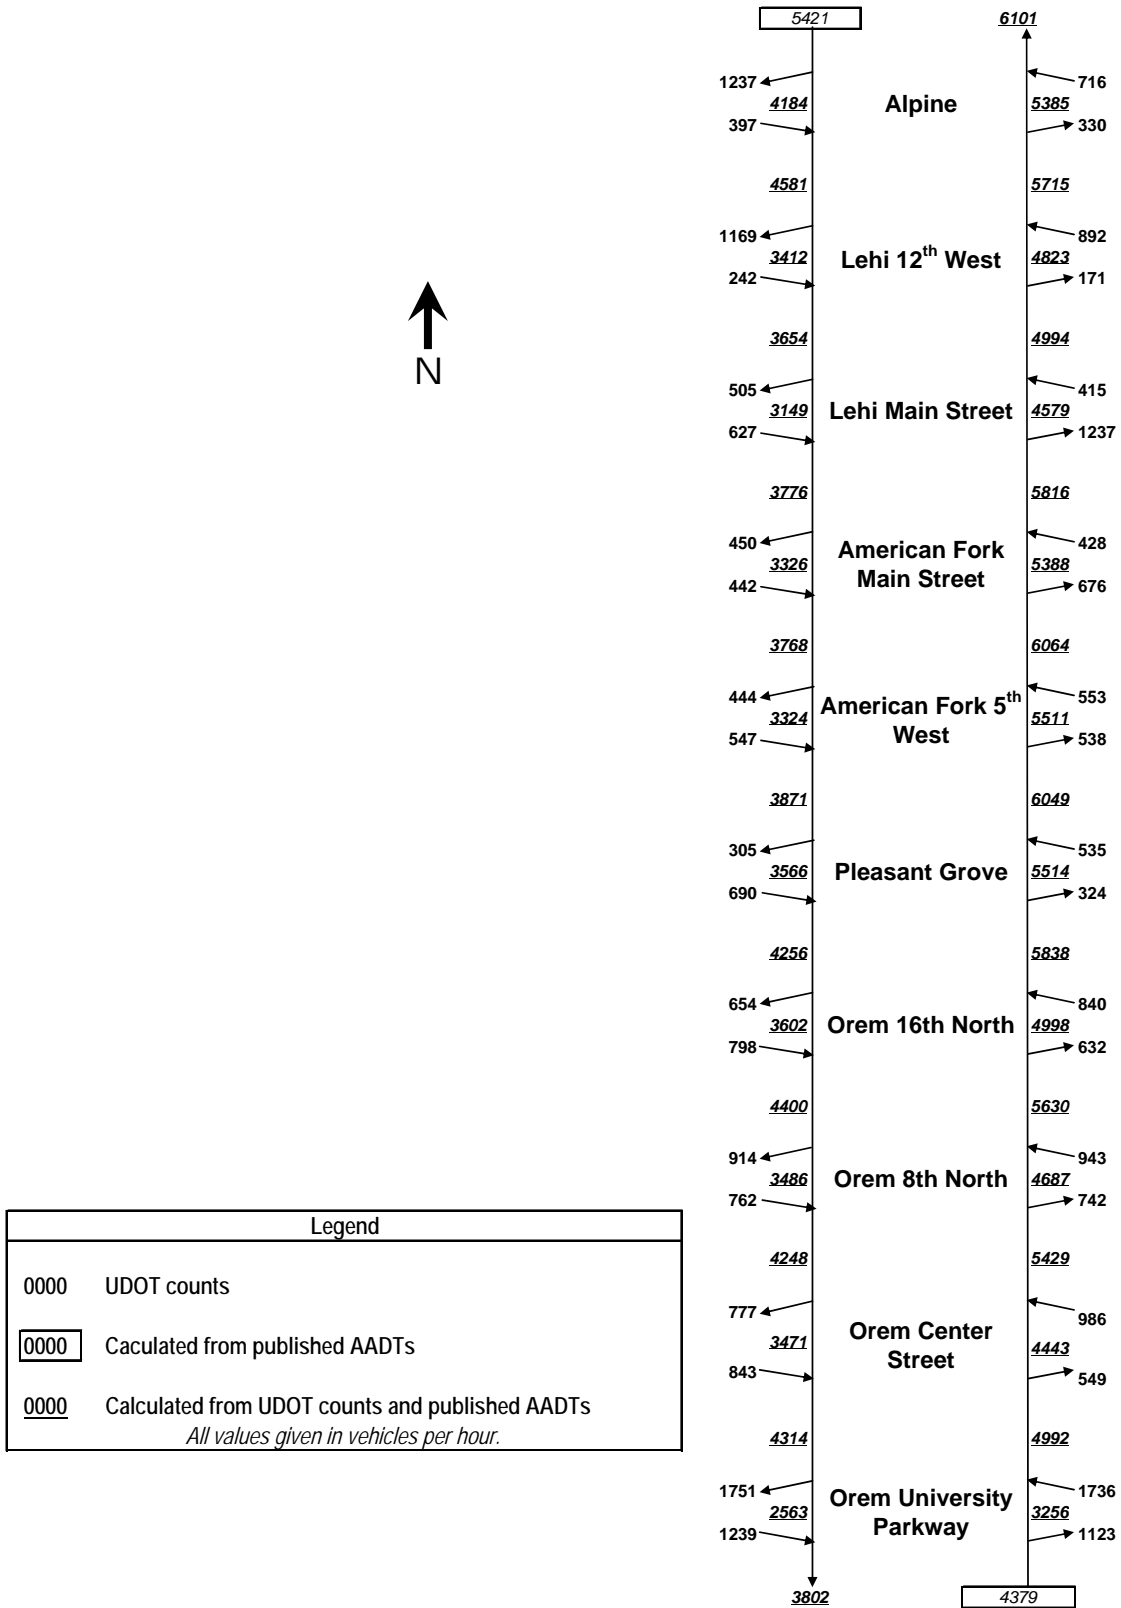 5421 6101
1237 716
4184 Alpine 5385
397 330
4581 5715
1169 892
3412 Lehi 12th West 4823
242 171
3654 4994
505 415
3149 Lehi Main Street 4579
627 1237
3776 5816
450 428
American Fork
3326 5388
Main Street
442 676
3768 6064
444 553
American Fork 5th
3324 5511
West
547 538
3871 6049
305 535
3566 Pleasant Grove 5514
690 324
4256 5838
654 840
3602 Orem 16th North 4998
798 632
4400 5630
914 943
3486 Orem 8th North 4687
762 742
4248 5429
777 986
Orem Center
3471 4443
Street
843 549
4314 4992
1751 1736
Orem University
2563 3256
Parkway
1239 1123
3802 4379
N
Legend
0000 UDOT counts
0000 Caculated from published AADTs
0000 Calculated from UDOT counts and published AADTs
All values given in vehicles per hour.